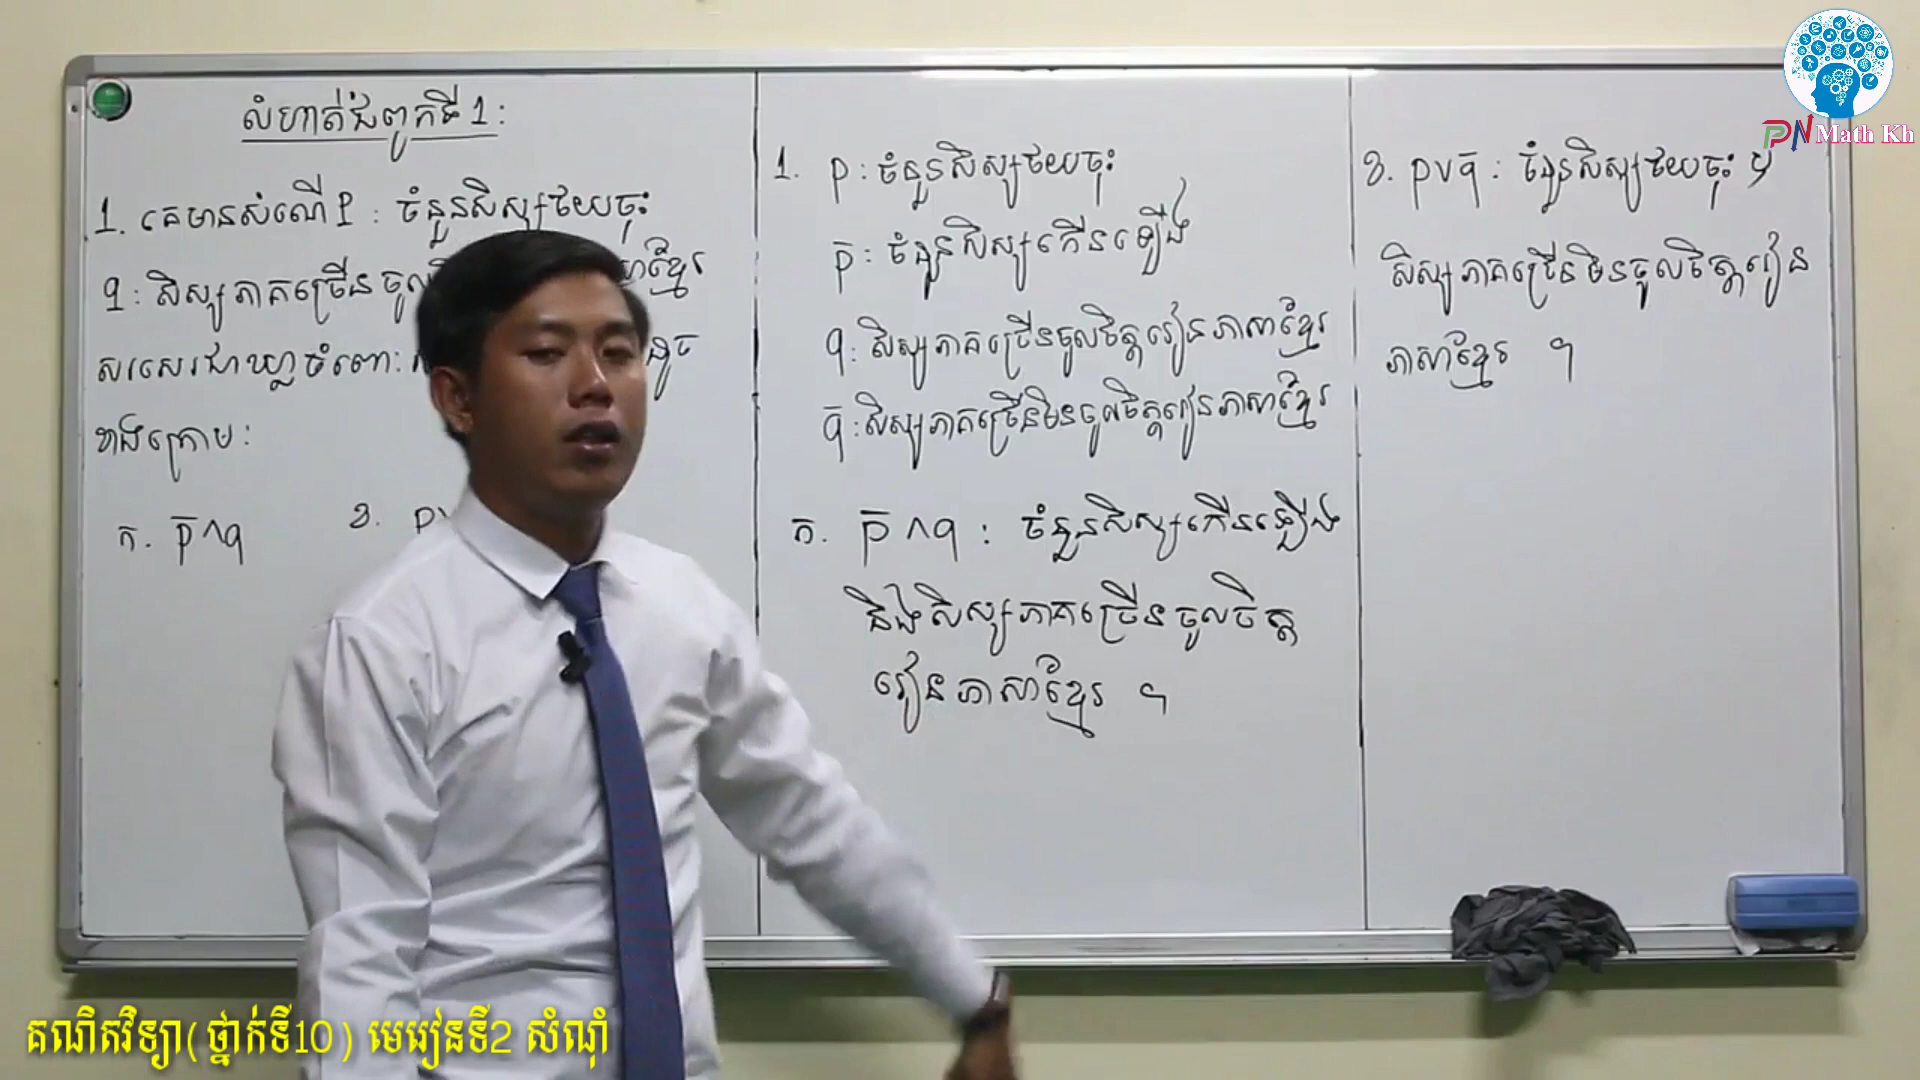 លំហាត់ជំពូកទី 1 :
1. គេមានសំណើ P : ចំនួនសិស្សថយចុះ
q : សិស្សភាគច្រើនចូល ខ្មែរ
សរសេរជាឃ្លាចំពោះ ដូច
ខាងក្រោម :
ក. p̅∧q
ខ. p∨
1. p : ចំនួនសិស្សថយចុះ
p̅ : ចំនួនសិស្សកើនឡើង
q : សិស្សភាគច្រើនចូលចិត្តរៀនភាសាខ្មែរ
q̅ : សិស្សភាគច្រើនមិនចូលចិត្តរៀនភាសាខ្មែរ
ក. p̅ ∧ q : ចំនួនសិស្សកើនឡើង
និងសិស្សភាគច្រើនចូលចិត្ត
រៀនភាសាខ្មែរ ។
ខ. p∨q̅ : ចំនួនសិស្សថយចុះ ឬ
សិស្សភាគច្រើនមិនចូលចិត្តរៀន
ភាសាខ្មែរ ។
PN Math Kh
គណិតវិទ្យា(ថ្នាក់ទី10) មេរៀនទី2 សំណុំ